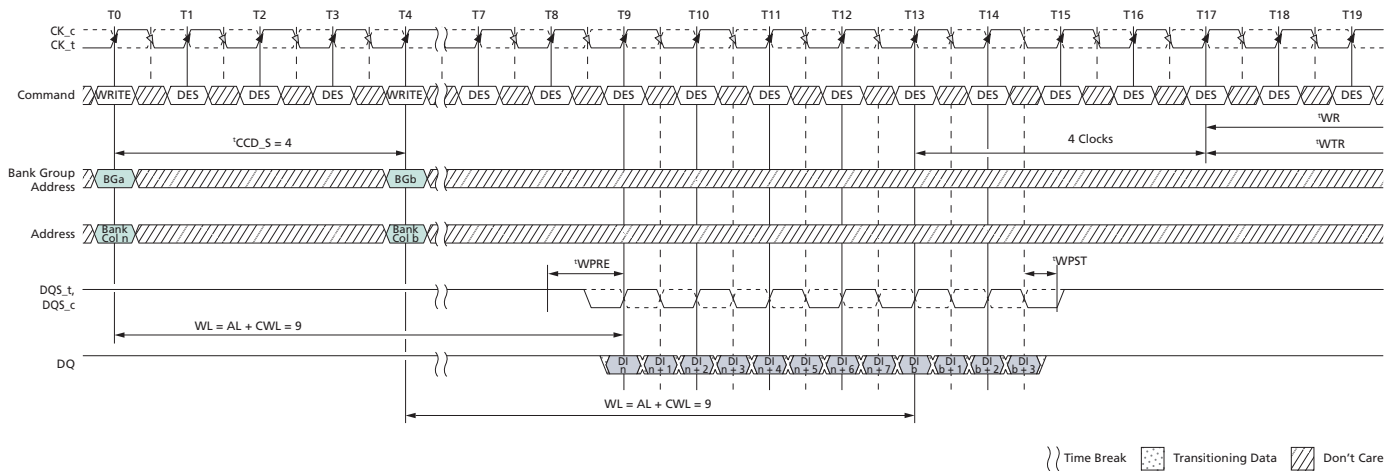 T0 T1 T2 T3 T4 T7 T8 T9 T10 T11 T12 T13 T14 T15 T16 T17 T18 T19
CK_c
CK_t
Command WRITE DES DES DES WRITE DES DES DES DES DES DES DES DES DES DES DES DES DES
tWR
tCCD_S = 4 4 Clocks tWTR
Bank Group
Address BGa BGb
Address Bank
Col n Bank
Col b
tWPRE tWPST
DQS_t,
DQS_c
WL = AL + CWL = 9
DQ DI
n DI
n + 1 DI
n + 2 DI
n + 3 DI
n + 4 DI
n + 5 DI
n + 6 DI
n + 7 DI
b DI
b + 1 DI
b + 2 DI
b + 3
WL = AL + CWL = 9
Time Break Transitioning Data Don't Care